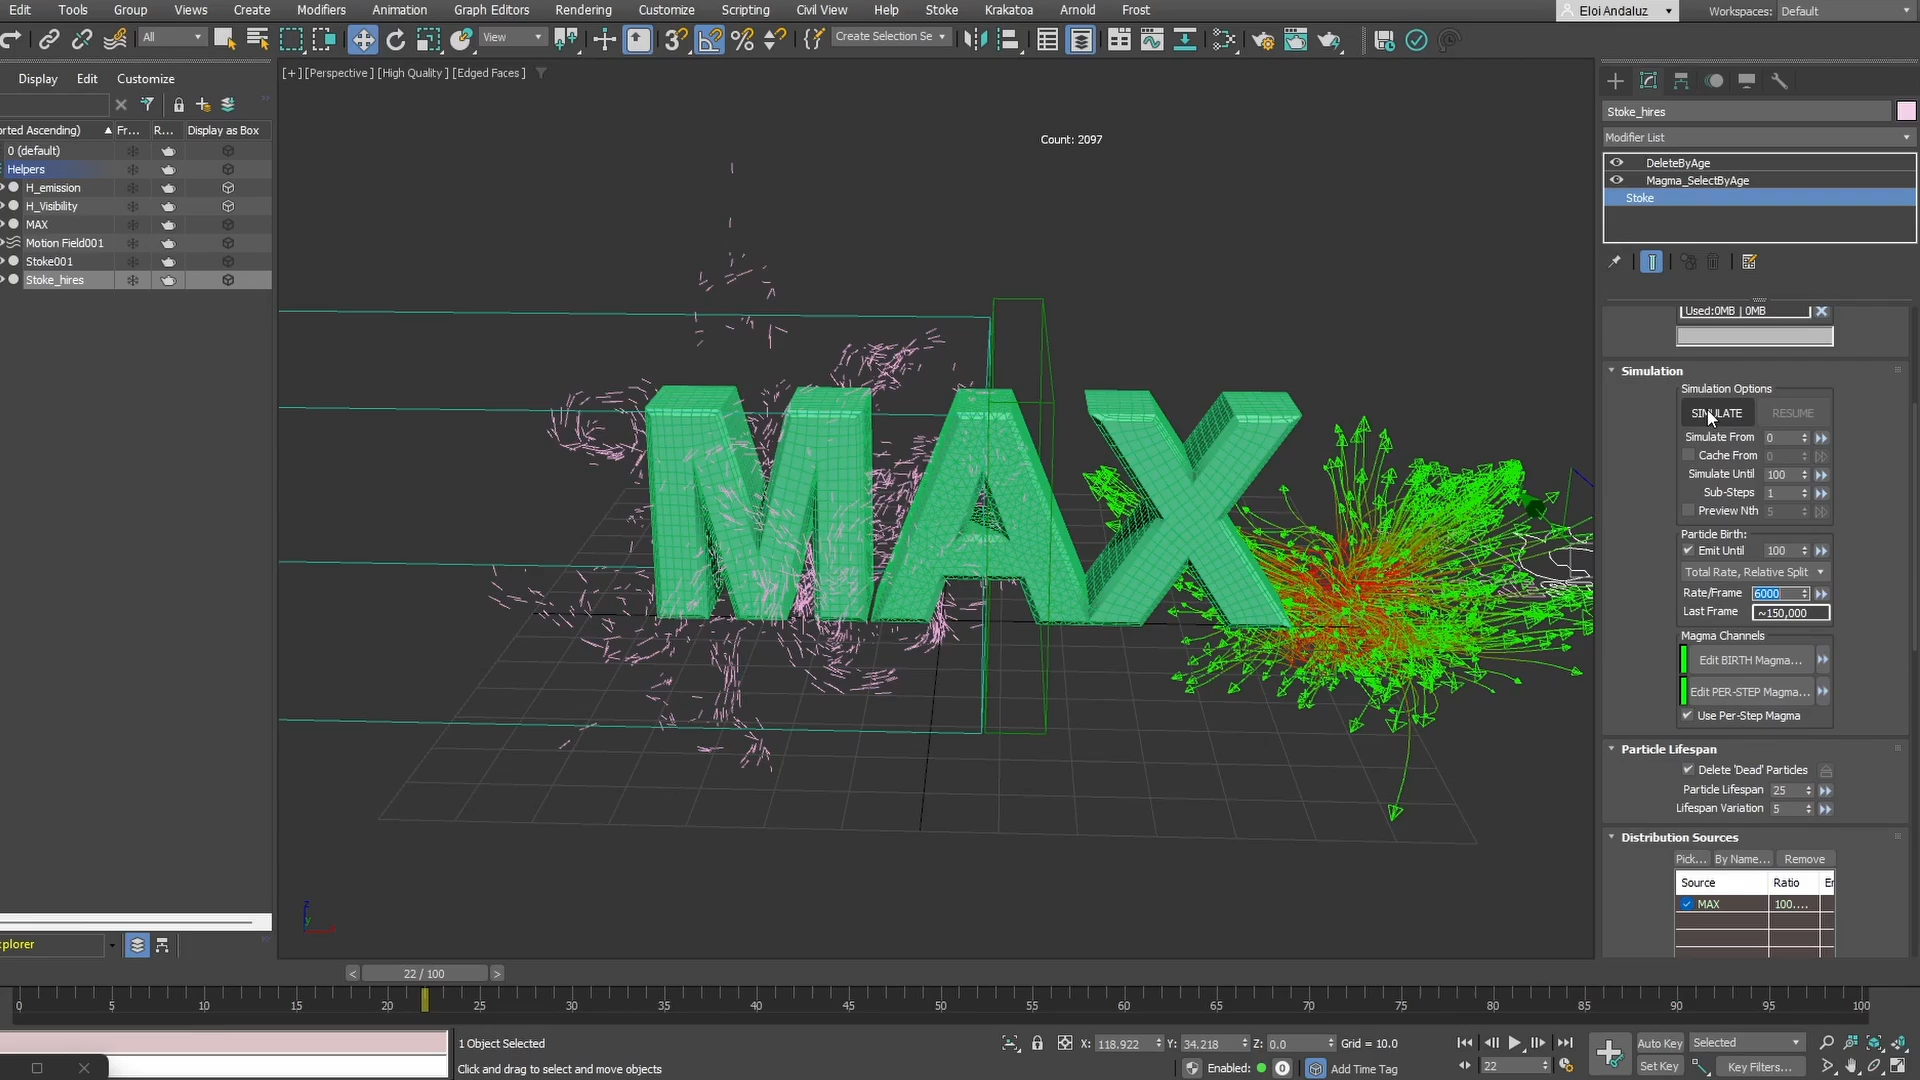 Edit Tools Group Views Create Modifiers Animation Graph Editors Rendering Customize Scripting Civil View Help Stoke Krakatoa Arnold Frost
Eloi Andaluz
Workspaces: Default
All
View
Create Selection Se
Display Edit Customize
[+][Perspective][High Quality][Edged Faces]
orted Ascending) Fr... R... Display as Box
0 (default)
Helpers
H_emission
H_Visibility
MAX
Motion Field001
Stoke001
Stoke_hires
Count: 2097
MAX
Stoke_hires
Modifier List
DeleteByAge
Magma_SelectByAge
Stoke
Used:0MB | 0MB
Simulation
Simulation Options
SIMULATE RESUME
Simulate From 0
Cache From 0
Simulate Until 100
Sub-Steps 1
Preview Nth 5
Particle Birth:
Emit Until 100
Total Rate, Relative Split
Rate/Frame 6000
Last Frame ~150,000
Magma Channels
Edit BIRTH Magma...
Edit PER-STEP Magma...
Use Per-Step Magma
Particle Lifespan
Delete 'Dead' Particles
Particle Lifespan 25
Lifespan Variation 5
Distribution Sources
Pick... By Name... Remove
Source Ratio Er
MAX 100....
z
y
xplorer
< 22 / 100 >
0 5 10 15 20 25 30 35 40 45 50 55 60 65 70 75 80 85 90 95 100
1 Object Selected
X: 118.922 Y: 34.218 Z: 0.0 Grid = 10.0
Auto Key Selected
Click and drag to select and move objects
Enabled: 0 Add Time Tag
22
Set Key Key Filters...